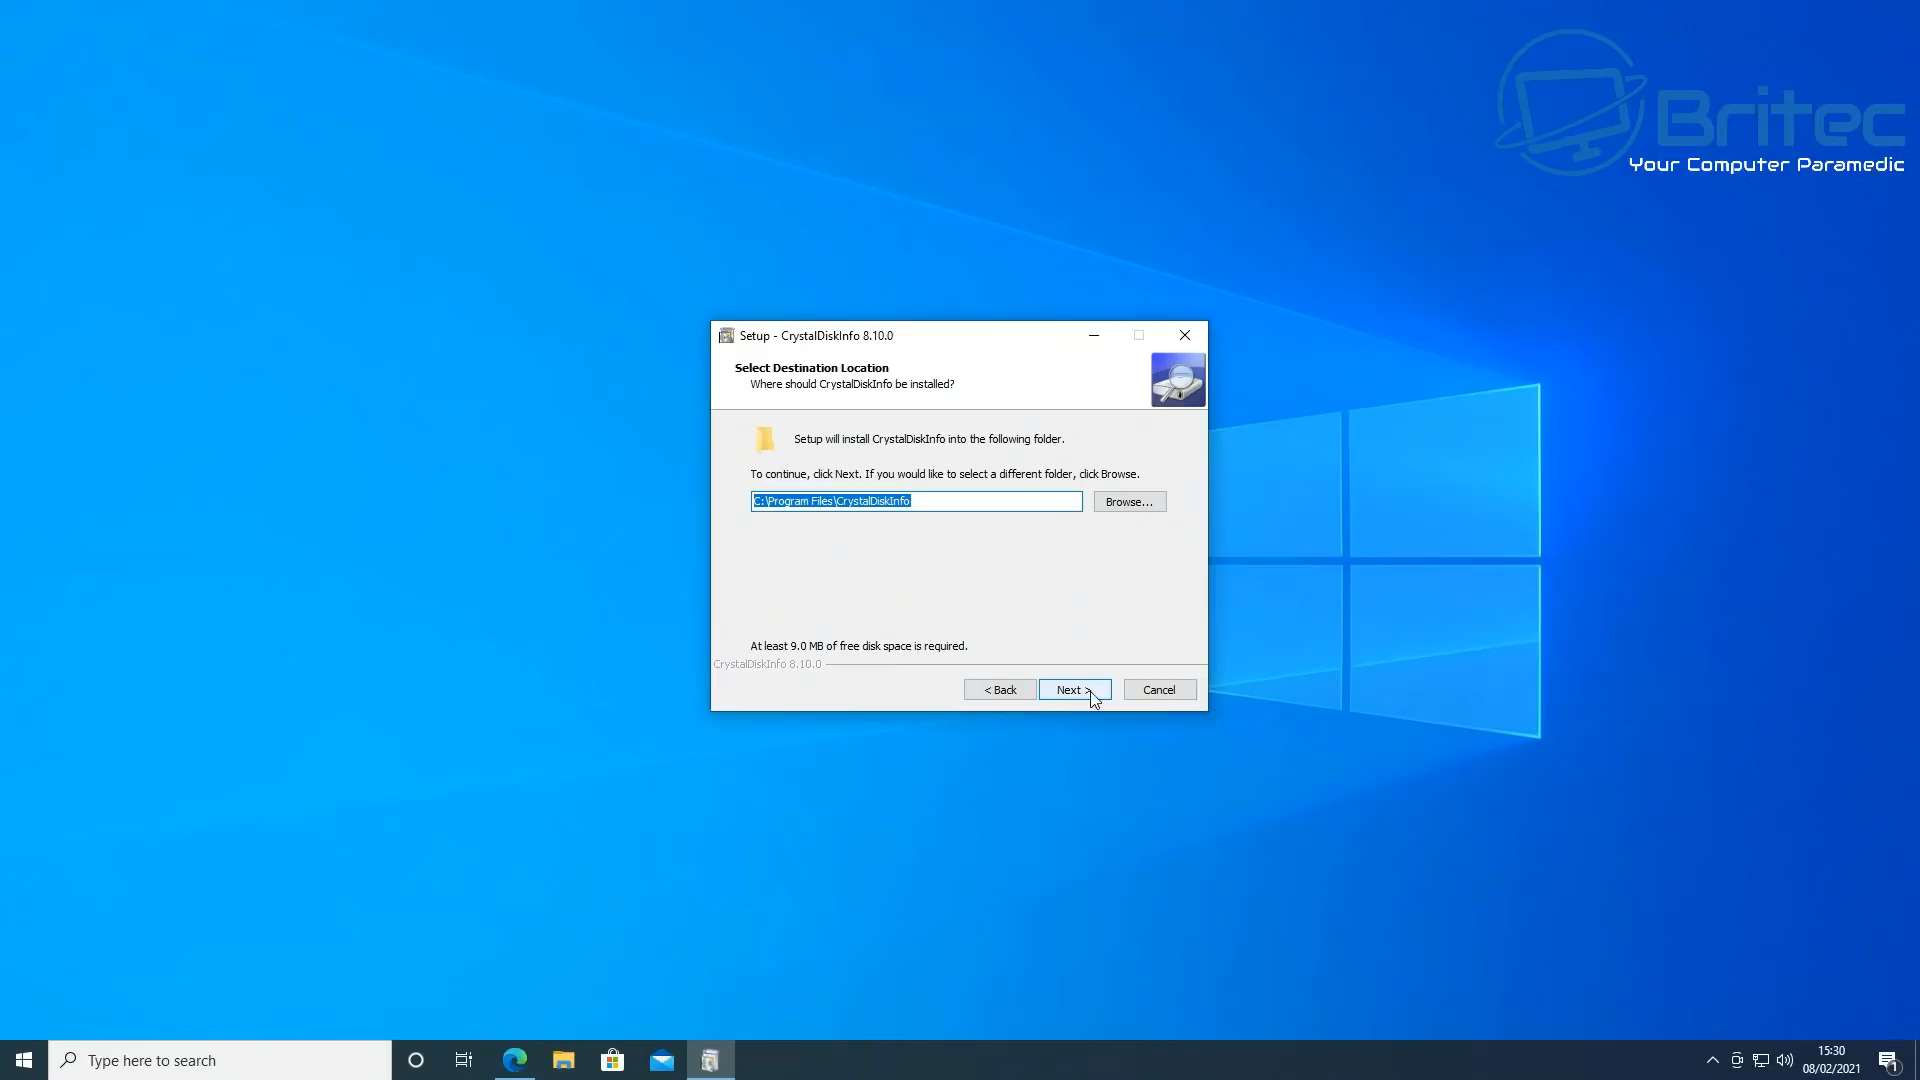 Britec
Your Computer Paramedic
Setup - CrystalDiskInfo 8.10.0
Select Destination Location
Where should CrystalDiskInfo be installed?
Setup will install CrystalDiskInfo into the following folder.
To continue, click Next. If you would like to select a different folder, click Browse.
C:\Program Files\CrystalDiskInfo
Browse...
At least 9.0 MB of free disk space is required.
CrystalDiskInfo 8.10.0
< Back
Next >
Cancel
Type here to search
15:30
08/02/2021
1